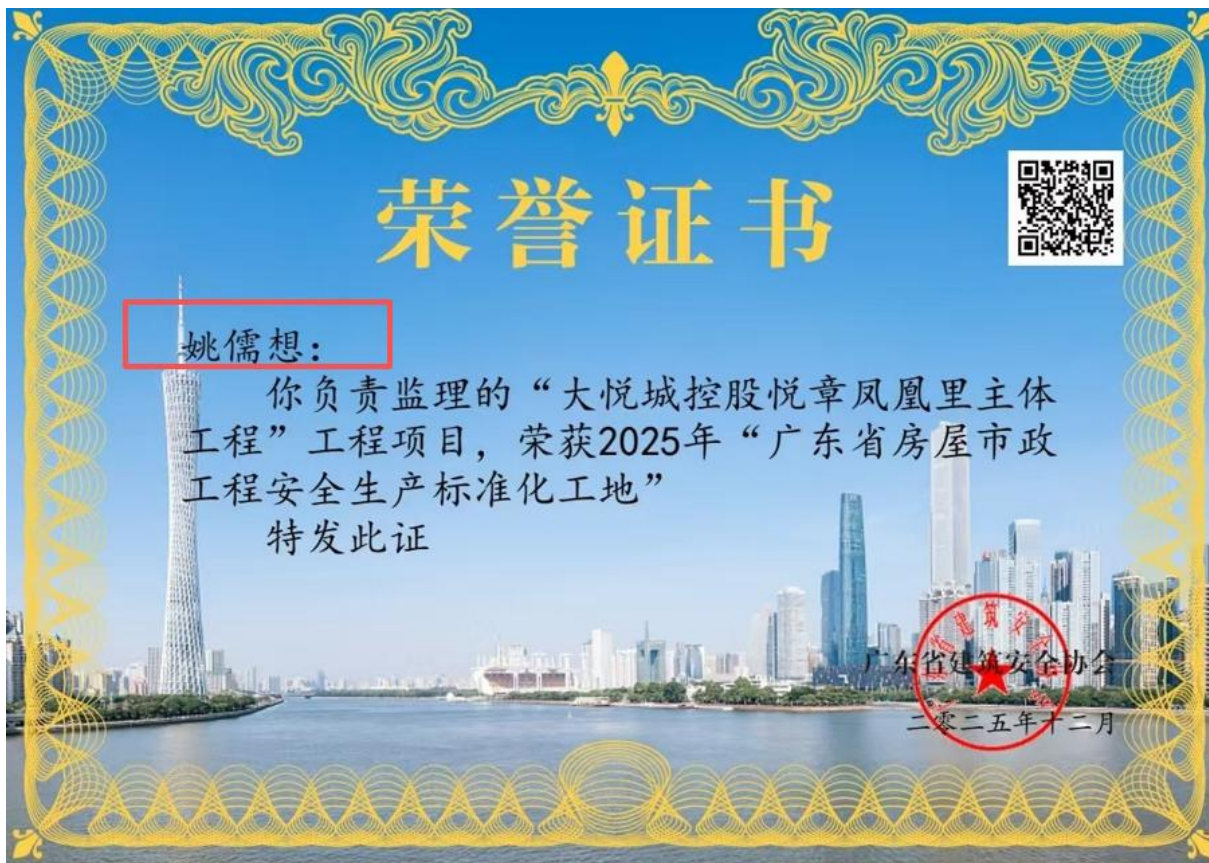 荣誉证书
姚儒想：
你负责监理的“大悦城控股悦章凤凰里主体
工程”工程项目，荣获2025年“广东省房屋市政
工程安全生产标准化工地”
特发此证
广东省建筑安全协会
二零二五年十二月